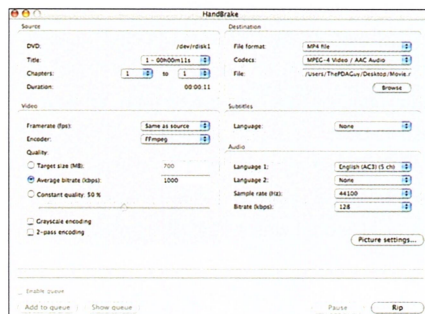 HandBrake
Source
DVD: /dev/rdisk1
Title: 1 - 00h00m11s
Chapters: 1 to 1
Duration: 00:00:11
Destination
File format: MP4 file
Codecs: MPEG-4 Video / AAC Audio
File: /Users/ThePDAGuy/Desktop/Movie./
Browse
Video
Framerate (fps): Same as source
Encoder: FFmpeg
Quality:
Target size (MB): 700
Average bitrate (kbps): 1000
Constant quality: 50 %
Grayscale encoding
2-pass encoding
Subtitles
Language: None
Audio
Language 1: English (AC3) (5 ch)
Language 2: None
Sample rate (Hz): 44100
Bitrate (kbps): 128
Picture settings...
Enable queue
Add to queue
Show queue
Pause
Rip